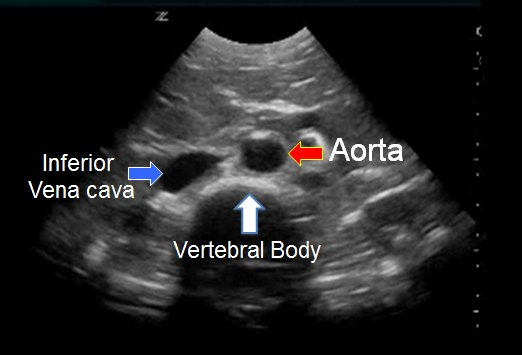 Aorta
Inferior
Vena cava
Vertebral Body